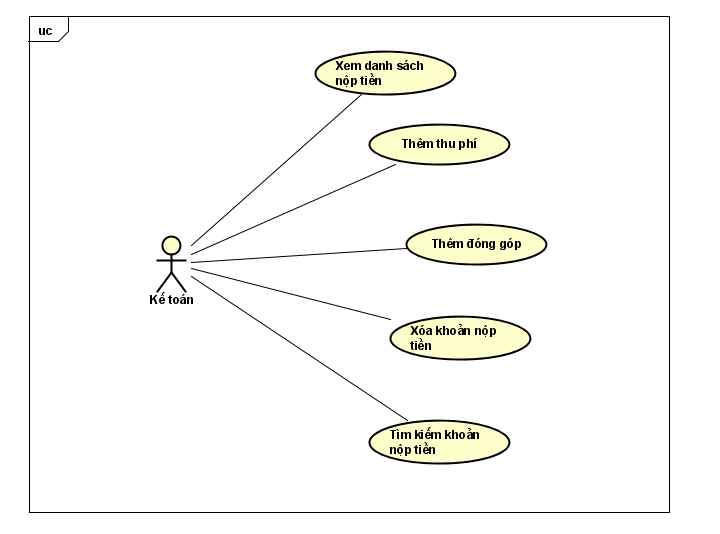 uc
Xem danh sách
nộp tiền
Thêm thu phí
Thêm đóng góp
Kế toán
Xóa khoản nộp
tiền
Tìm kiếm khoản
nộp tiền